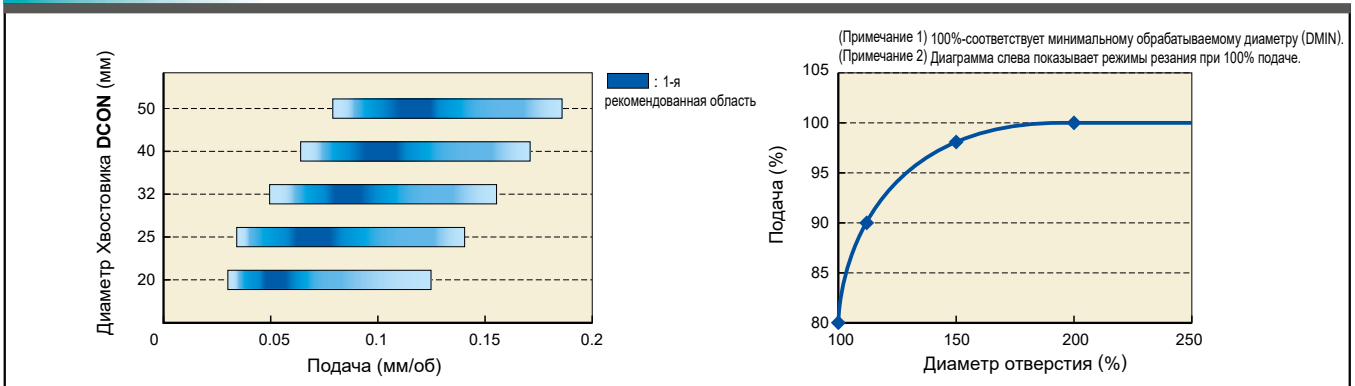 Диаметр Хвостовика DCON (мм)
50
40
32
25
20
0
0.05
0.1
0.15
0.2
Подача (мм/об)
: 1-я
рекомендованная область
(Примечание 1) 100%-соответствует минимальному обрабатываемому диаметру (DMIN).
(Примечание 2) Диаграмма слева показывает режимы резания при 100% подаче.
Подача (%)
105
100
95
90
85
80
100
150
200
250
Диаметр отверстия (%)